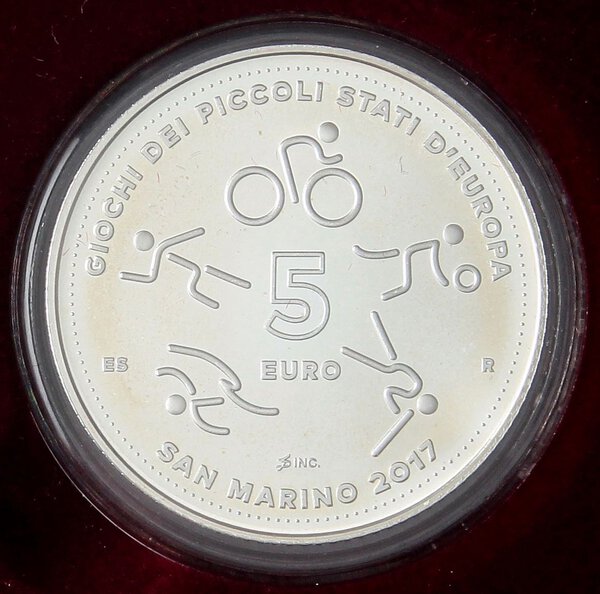 GIOCHI DEI PICCOLI STATI D'EUROPA
5
EURO
ES
R
INC.
SAN MARINO 2017